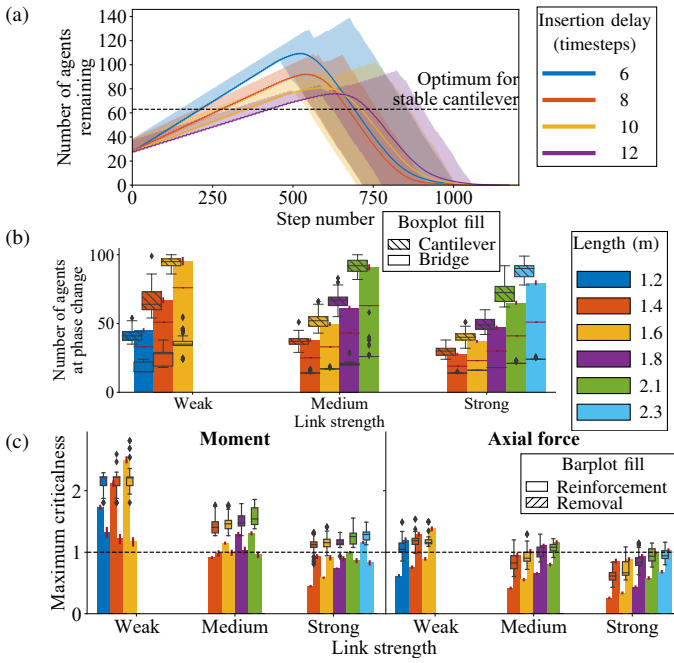 (a)
Number of agents
remaining
140
120
100
80
60
40
20
0
0
250
500
750
1000
Step number
Optimum for
stable cantilever
Insertion delay
(timesteps)
6
8
10
12
(b)
Number of agents
at phase change
100
50
0
Weak
Medium
Strong
Link strength
Boxplot fill
Cantilever
Bridge
Length (m)
1.2
1.4
1.6
1.8
2.1
2.3
(c)
Moment
Axial force
Maximum criticalness
2
1
0
Barplot fill
Reinforcement
Removal
Weak
Medium
Strong
Weak
Medium
Strong
Link strength